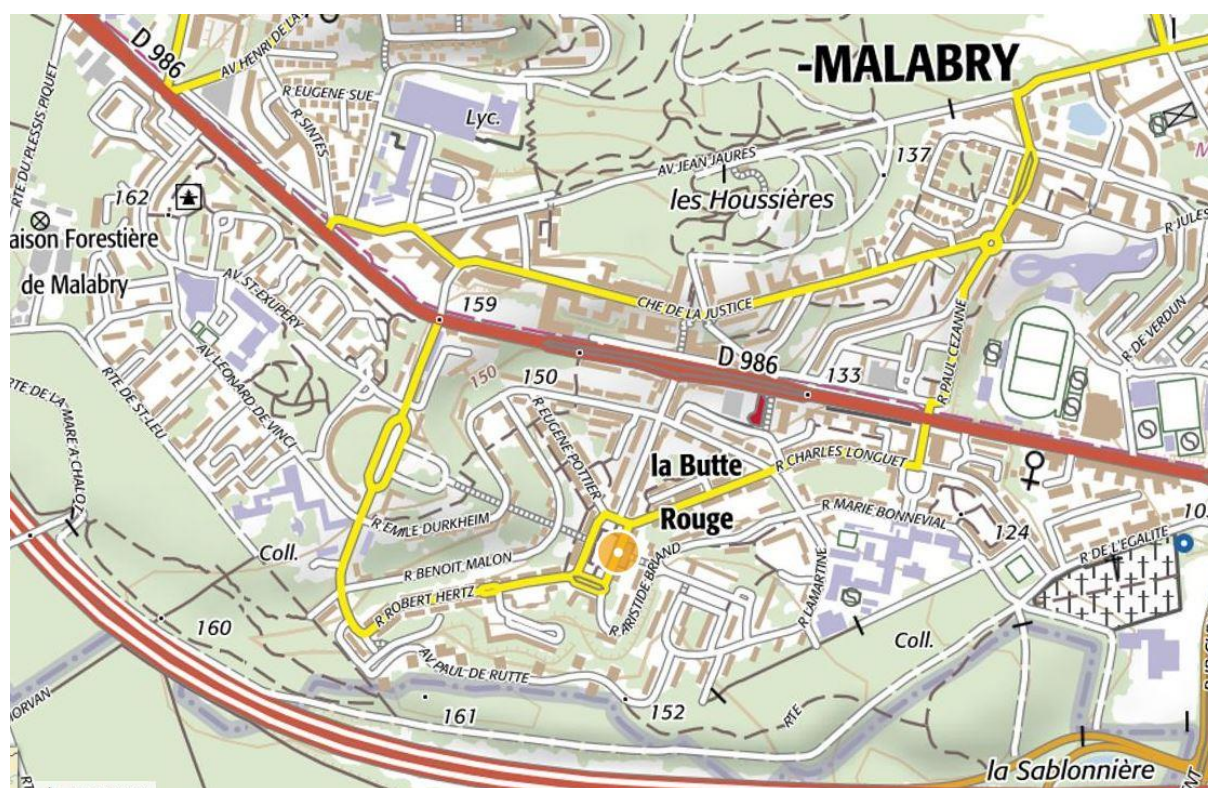 D 986
AV HENRI DE LA
-MALABRY
RTE DU PLESSIS PIQUET
R EUGENE SUE
R SINTES
Lyc.
AV JEAN JAURES
137
les Houssières
162
aison Forestière
de Malabry
R JULES
AV ST-EXUPERY
159
CHE DE LA JUSTICE
R PAUL CEZANNE
R DE VERDUN
D 986
150
150
133
RTE DE LA MARE A CHALOT
RTE DE ST-LEU
AV LEONARD DE VINCI
R EUGENE POTTIER
la Butte
Rouge
R CHARLES LONGUET
R EMILE DURKHEIM
R MARIE BONNEVIAL
124
103
Coll.
R BENOIT MALON
R DE L'EGALITE
R ROBERT HERTZ
R ARISTIDE BRIAND
R LAMARTINE
160
Coll.
AV PAUL DE RUTTE
161
152
RTE
MORVAN
la Sablonnière